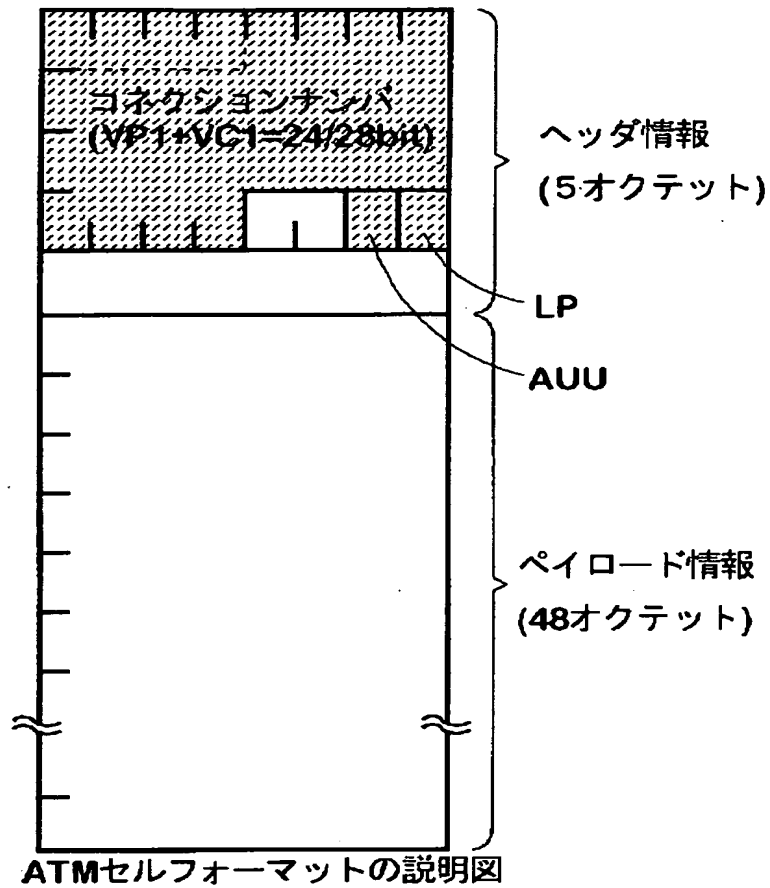 コネクションナンバ
(VP1+VC1=24/28bit)
ヘッダ情報
(5オクテット)
LP
AUU
ペイロード情報
(48オクテット)
ATMセルフォーマットの説明図